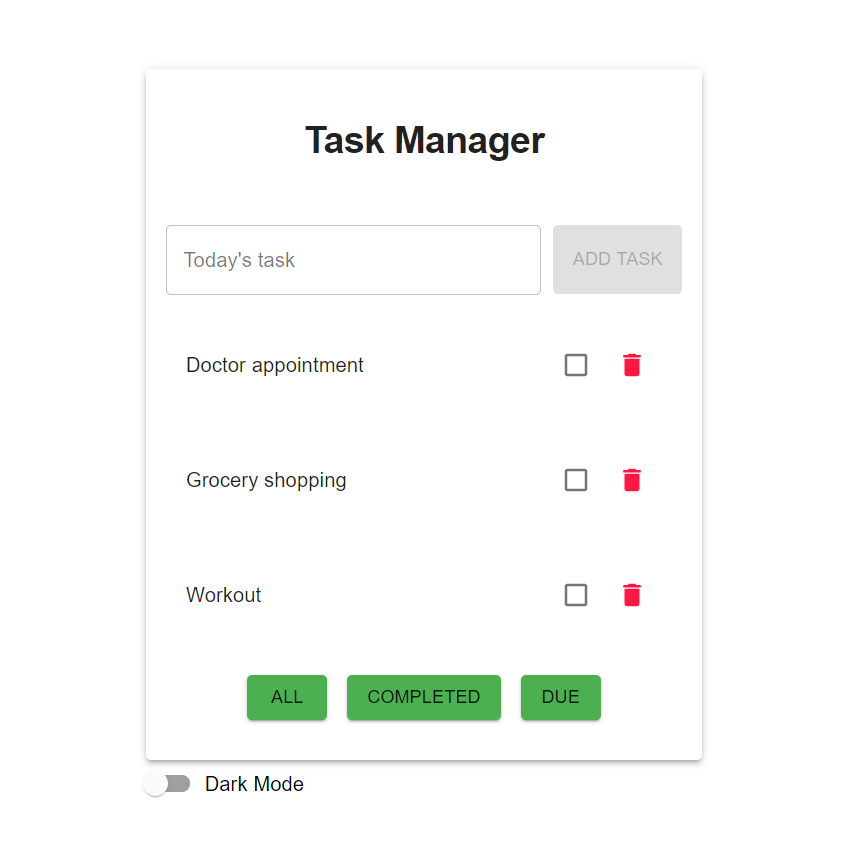 Task Manager
Today's task
ADD TASK
Doctor appointment
Grocery shopping
Workout
ALL COMPLETED DUE
Dark Mode